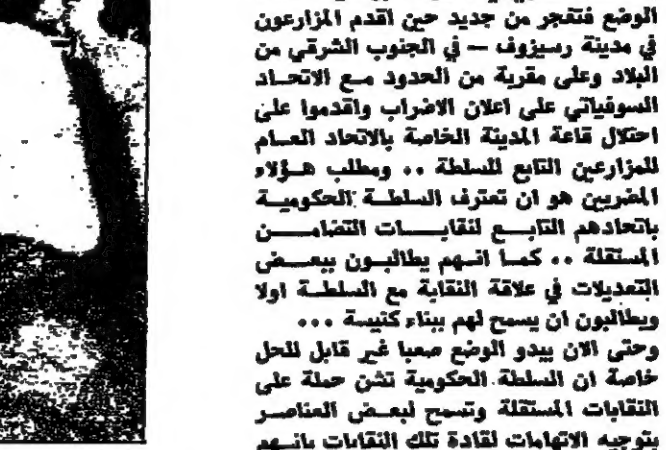 الوضع فتفجر من جديد حين اقدم المزارعون
في مدينة رسيزوف — في الجنوب الشرقي من
البلاد وعلى مقربة من الحدود مع الاتحاد
السوفياتي على اعلان الاضراب واقدموا على
احتلال قاعة المدينة الخاصة بالاتحاد العام
للمزارعين التابع للسلطة .. ومطلب هؤلاء
المضربين هو ان تعترف السلطة الحكومية
باتحادهم التابع لنقابات التضامن
المستقلة .. كما انهم يطالبون ببعض
التعديلات في علاقة النقابة مع السلطة اولا
ويطالبون ان يسمح لهم ببناء كنيسة ...
وحتى الان يبدو الوضع صعبا غير قابل للحل
خاصة ان السلطة الحكومية تشن حملة على
النقابات المستقلة وتسمح لبعض العناصر
بتوجيه الاتهامات لقادة تلك النقابات بانهم